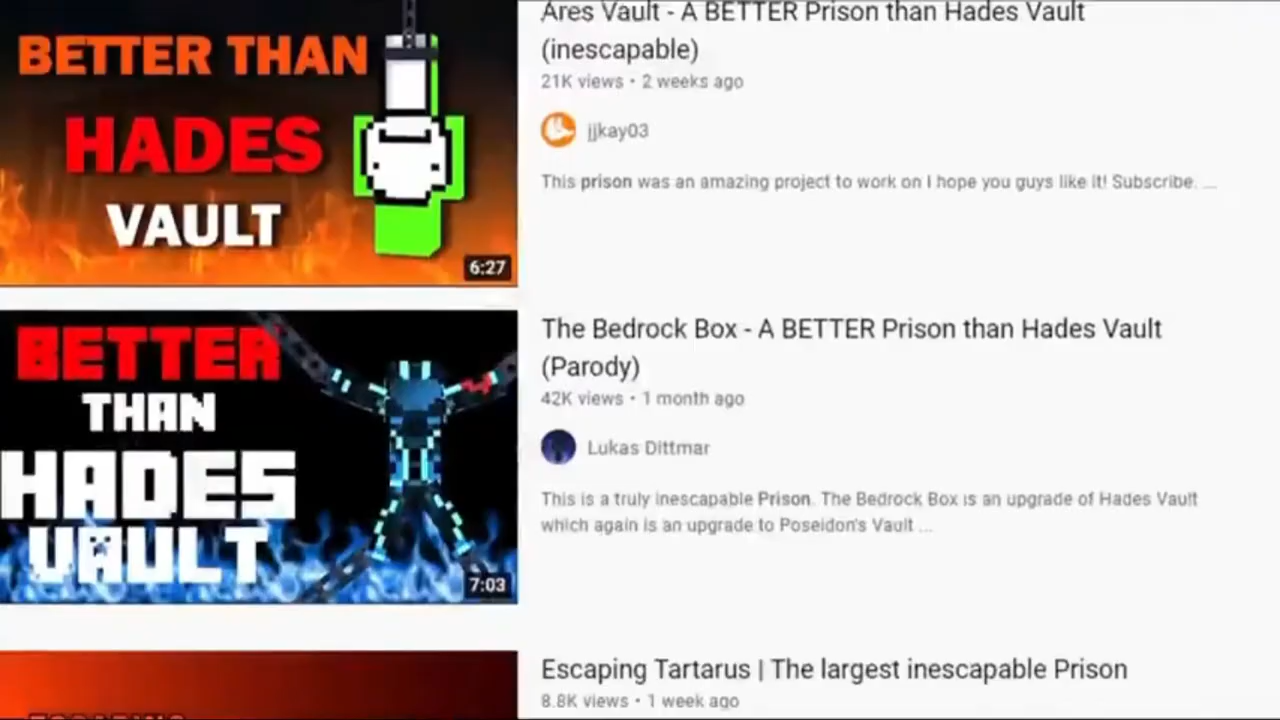 BETTER THAN
HADES
VAULT
6:27
Ares Vault - A BETTER Prison than Hades Vault
(inescapable)
21K views • 2 weeks ago
jjkay03
This prison was an amazing project to work on I hope you guys like it! Subscribe. ...
BETTER
THAN
HADES
VAULT
7:03
The Bedrock Box - A BETTER Prison than Hades Vault
(Parody)
42K views • 1 month ago
Lukas Dittmar
This is a truly inescapable Prison. The Bedrock Box is an upgrade of Hades Vault
which again is an upgrade to Poseidon's Vault ...
Escaping Tartarus | The largest inescapable Prison
8.8K views • 1 week ago